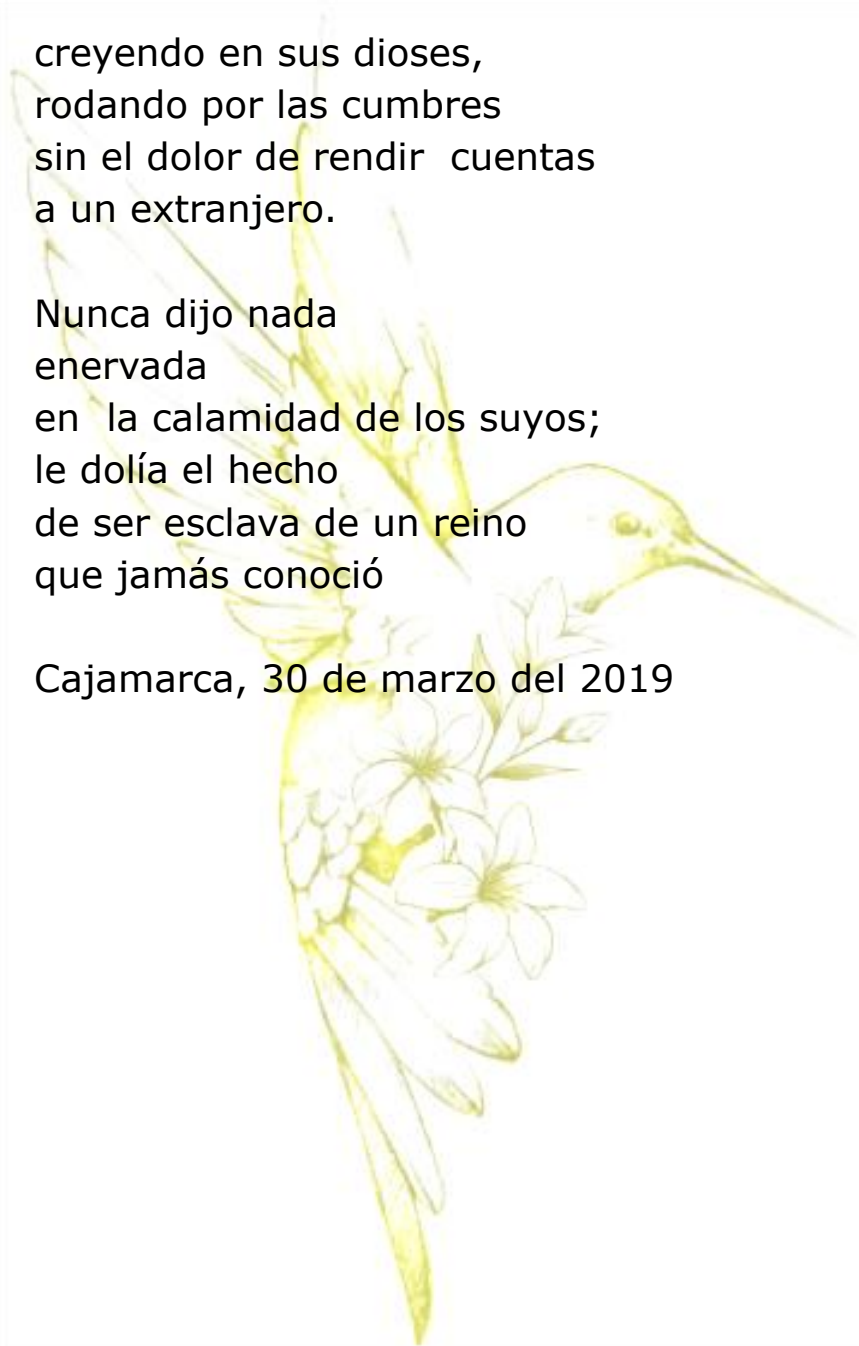 creyendo en sus dioses,
rodando por las cumbres
sin el dolor de rendir  cuentas
a un extranjero.
Nunca dijo nada
enervada
en  la calamidad de los suyos;
le dolía el hecho
de ser esclava de un reino
que jamás conoció
Cajamarca, 30 de marzo del 2019